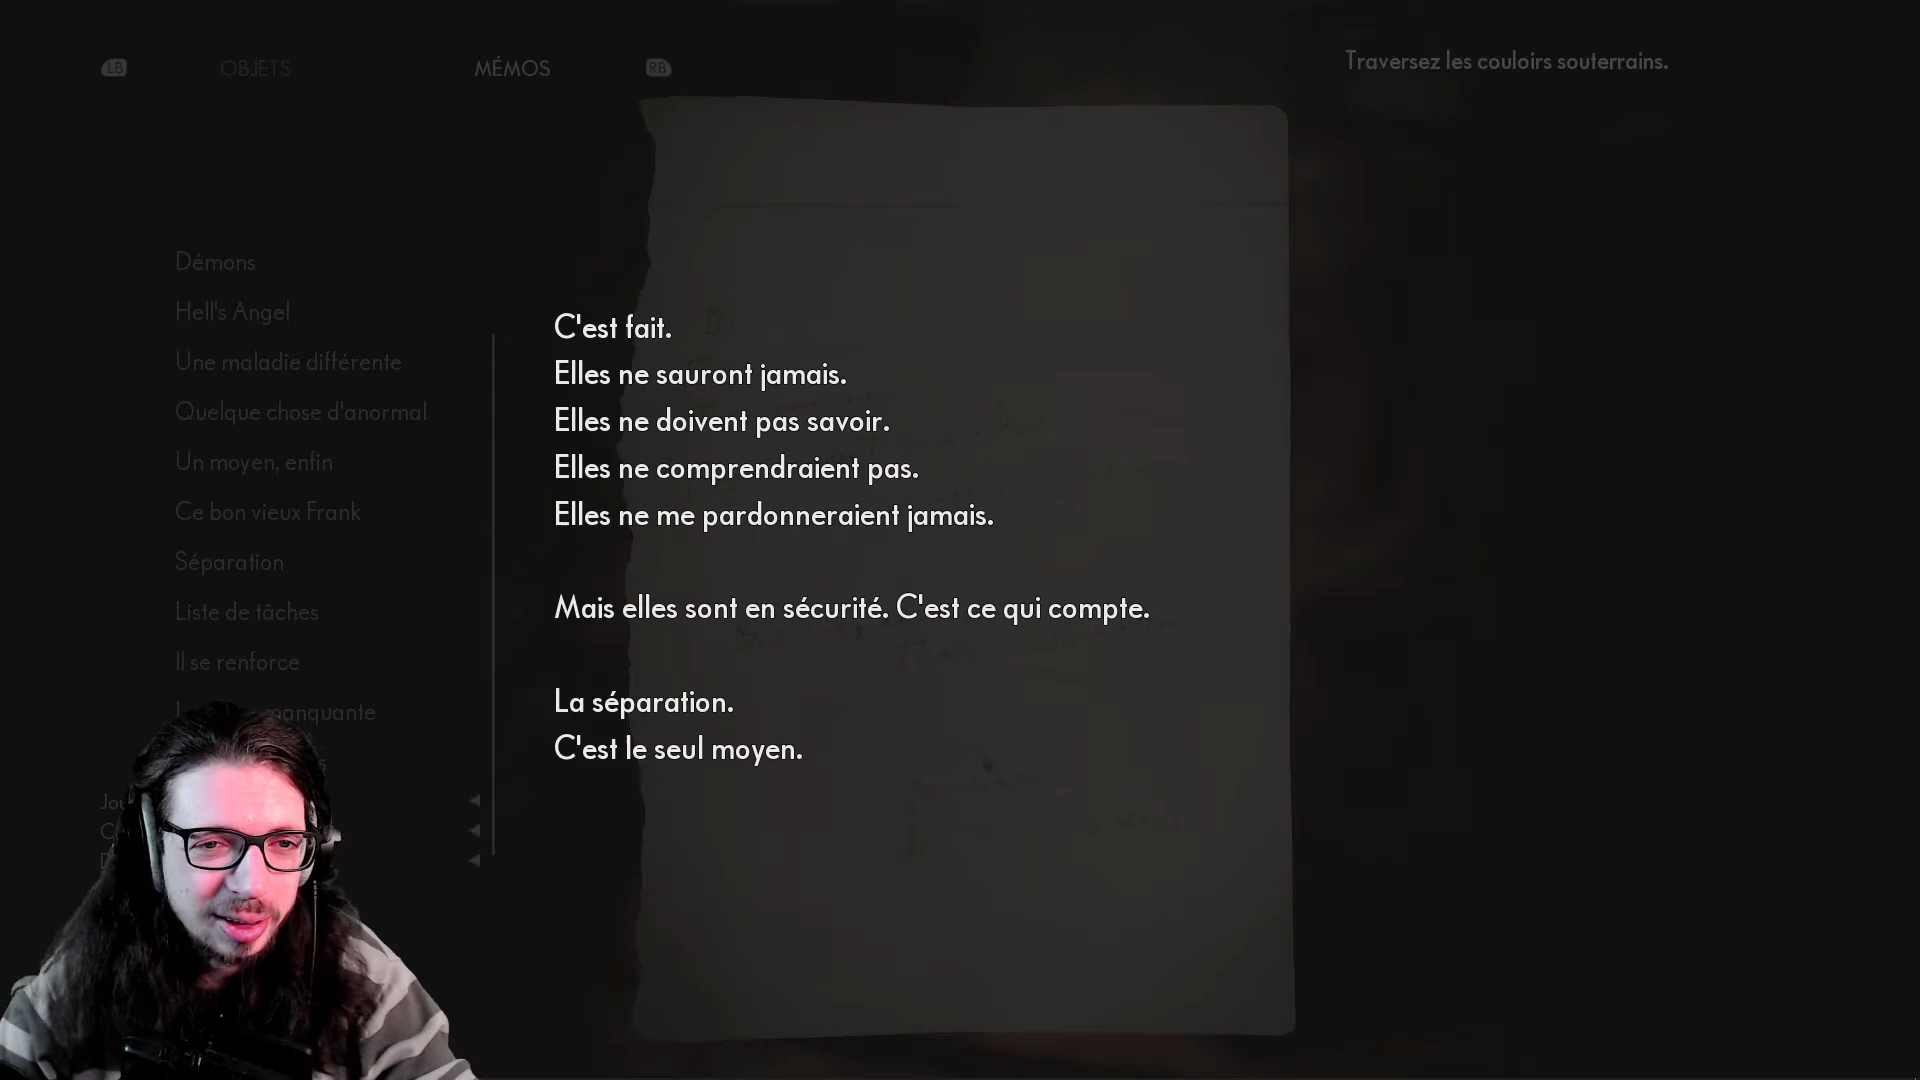 LB
OBJETS
MÉMOS
RB
Traversez les couloirs souterrains.
Démons
Hell's Angel
Une maladie différente
Quelque chose d'anormal
Un moyen, enfin
Ce bon vieux Frank
Séparation
Liste de tâches
Il se renforce
manquante
C'est fait.
Elles ne sauront jamais.
Elles ne doivent pas savoir.
Elles ne comprendraient pas.
Elles ne me pardonneraient jamais.
Mais elles sont en sécurité. C'est ce qui compte.
La séparation.
C'est le seul moyen.